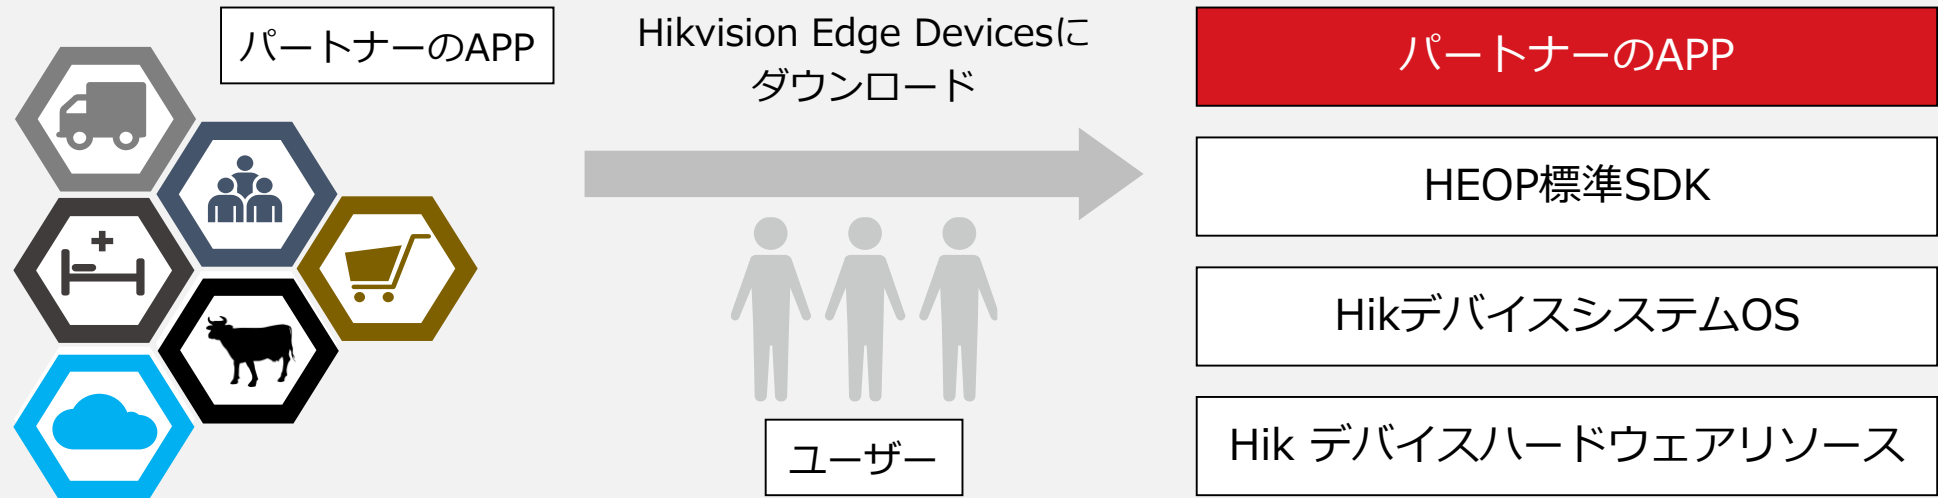 パートナーのAPP
Hikvision Edge Devicesに
ダウンロード
ユーザー
パートナーのAPP
HEOP標準SDK
HikデバイスシステムOS
Hik デバイスハードウェアリソース